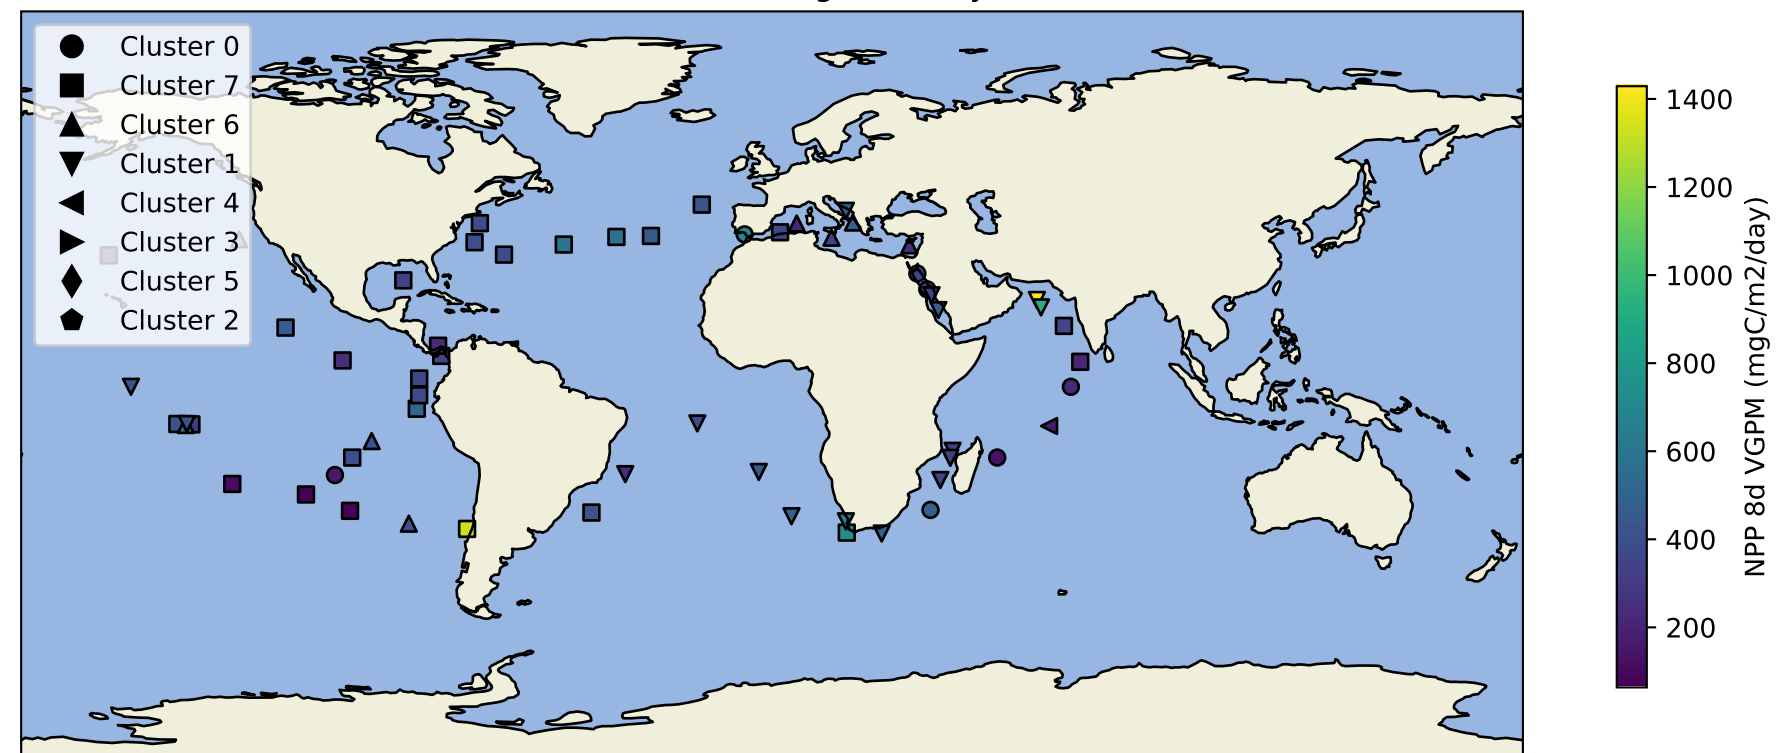 Cluster 0
Cluster 7
Cluster 6
Cluster 1
Cluster 4
Cluster 3
Cluster 5
Cluster 2
1400
1200
1000
800
600
400
200
NPP 8d VGPM (mgC/m2/day)